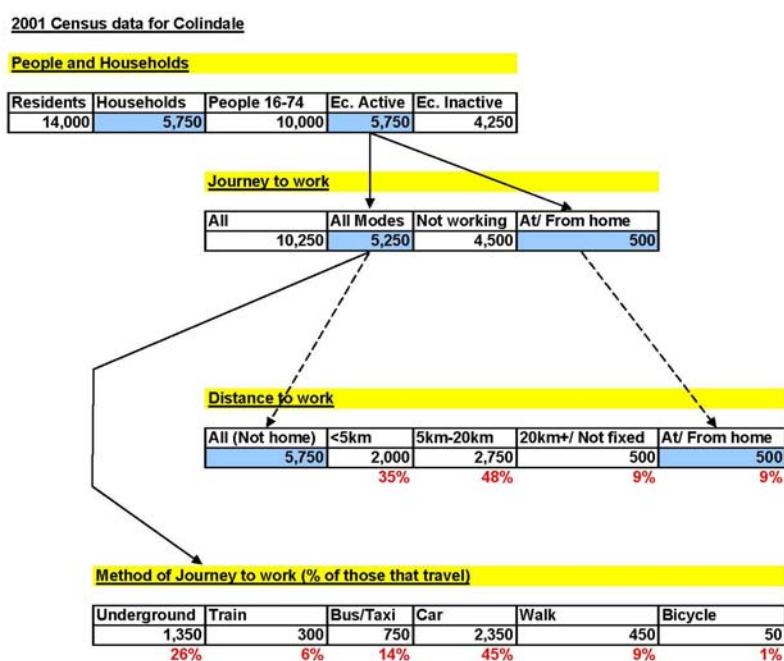 2001 Census data for Colindale
People and Households
Residents Households People 16-74 Ec. Active Ec. Inactive
14,000 5,750 10,000 5,750 4,250
Journey to work
All All Modes Not working At/ From home
10,250 5,250 4,500 500
Distance to work
All (Not home) <5km 5km-20km 20km+/ Not fixed At/ From home
5,750 2,000 2,750 500 500
35% 48% 9% 9%
Method of Journey to work (% of those that travel)
Underground Train Bus/Taxi Car Walk Bicycle
1,350 300 750 2,350 450 50
26% 6% 14% 45% 9% 1%